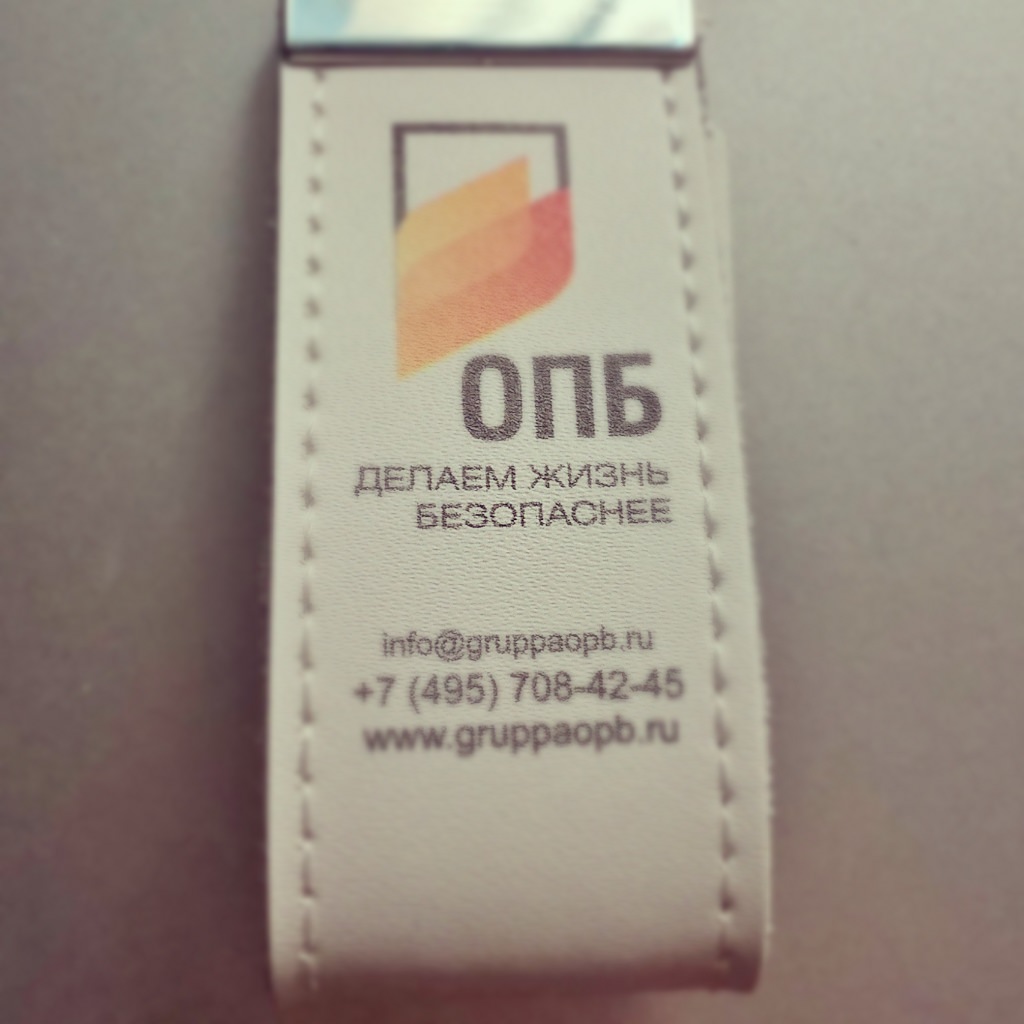 ОПБ
ДЕЛАЕМ ЖИЗНЬ
БЕЗОПАСНЕЕ
info@gruppaopb.ru
+7 (495) 708-42-45
www.gruppaopb.ru